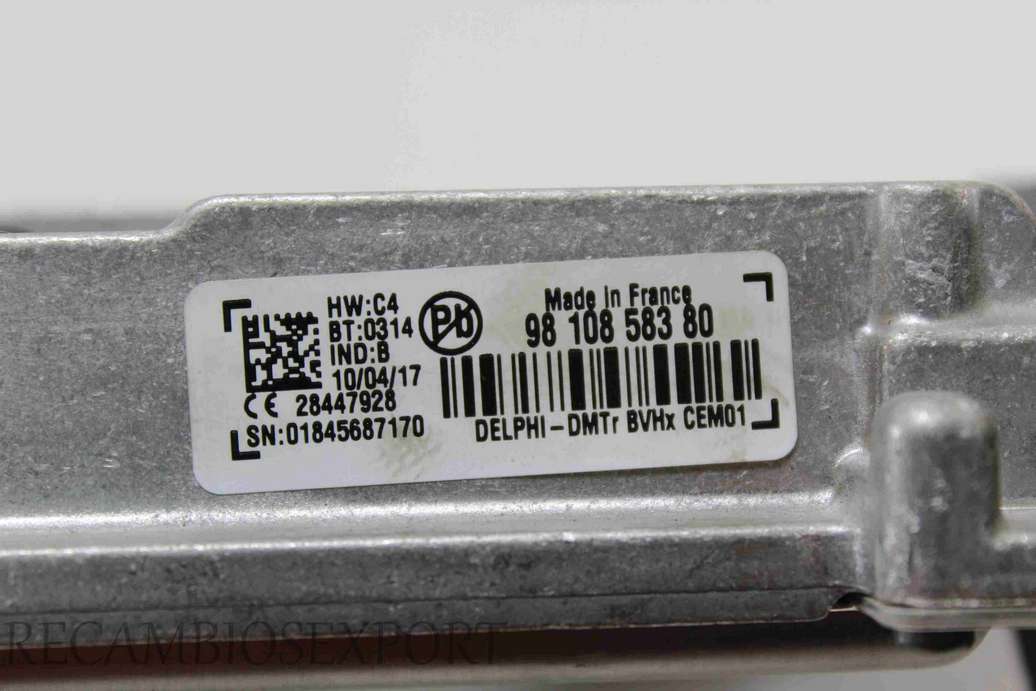 HW:C4
BT:0314
IND:B
10/04/17
CE 28447928
SN:01845687170
Pb
Made in France
98 108 583 80
DELPHI-DMTr BVHx CEM01
RECAMBIOSEXPORT